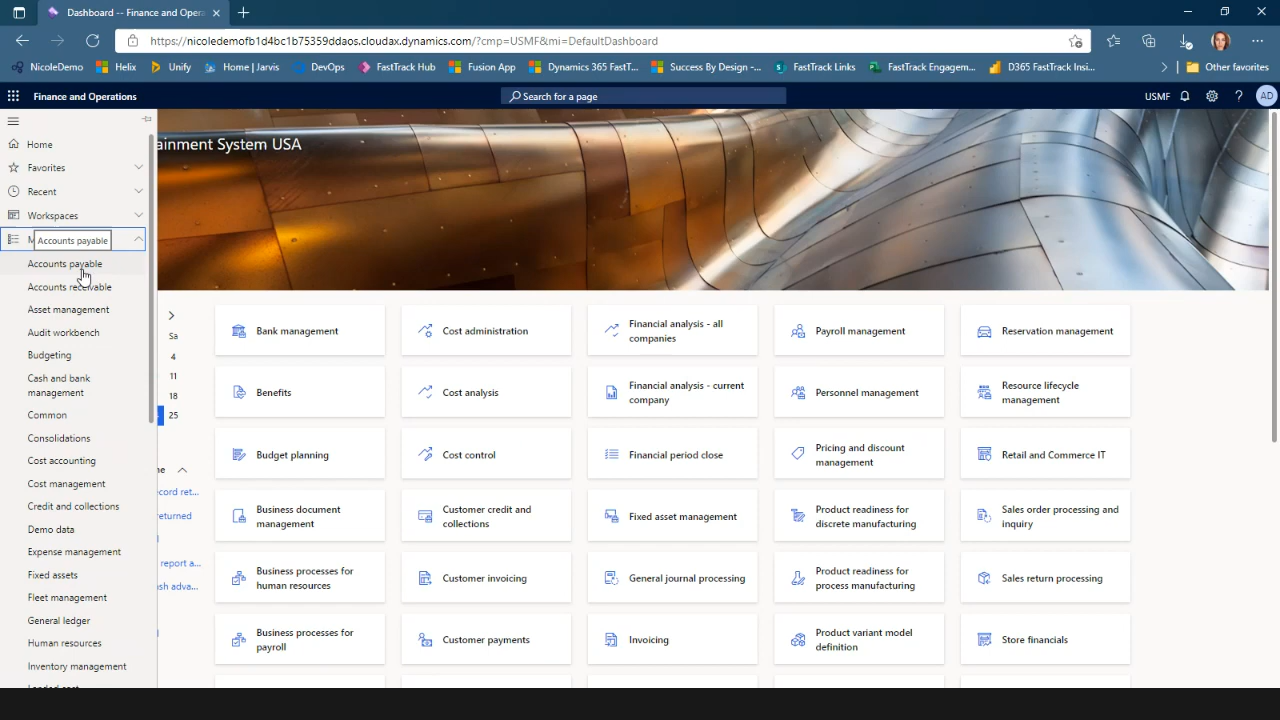 Dashboard -- Finance and Opera
https://nicoledemofb1d4bc1b75359ddaos.cloudax.dynamics.com/?cmp=USMF&mi=DefaultDashboard
NicoleDemo
Helix
Unify
Home | Jarvis
DevOps
FastTrack Hub
Fusion App
Dynamics 365 FastT...
Success By Design -...
FastTrack Links
FastTrack Engagem...
D365 FastTrack Insi...
Other favorites
Finance and Operations
Search for a page
USMF
?
AD
ainment System USA
Home
Favorites
Recent
Workspaces
M
Accounts payable
Accounts payable
Accounts receivable
Asset management
Audit workbench
Budgeting
Cash and bank
management
Common
Consolidations
Cost accounting
Cost management
Credit and collections
Demo data
Expense management
Fixed assets
Fleet management
General ledger
Human resources
Inventory management
Landed cost
Sa
4
11
18
25
me
cord ret...
returned
report a...
sh adva...
Bank management
Cost administration
Financial analysis - all
companies
Payroll management
Reservation management
Benefits
Cost analysis
Financial analysis - current
company
Personnel management
Resource lifecycle
management
Budget planning
Cost control
Financial period close
Pricing and discount
management
Retail and Commerce IT
Business document
management
Customer credit and
collections
Fixed asset management
Product readiness for
discrete manufacturing
Sales order processing and
inquiry
Business processes for
human resources
Customer invoicing
General journal processing
Product readiness for
process manufacturing
Sales return processing
Business processes for
payroll
Customer payments
Invoicing
Product variant model
definition
Store financials